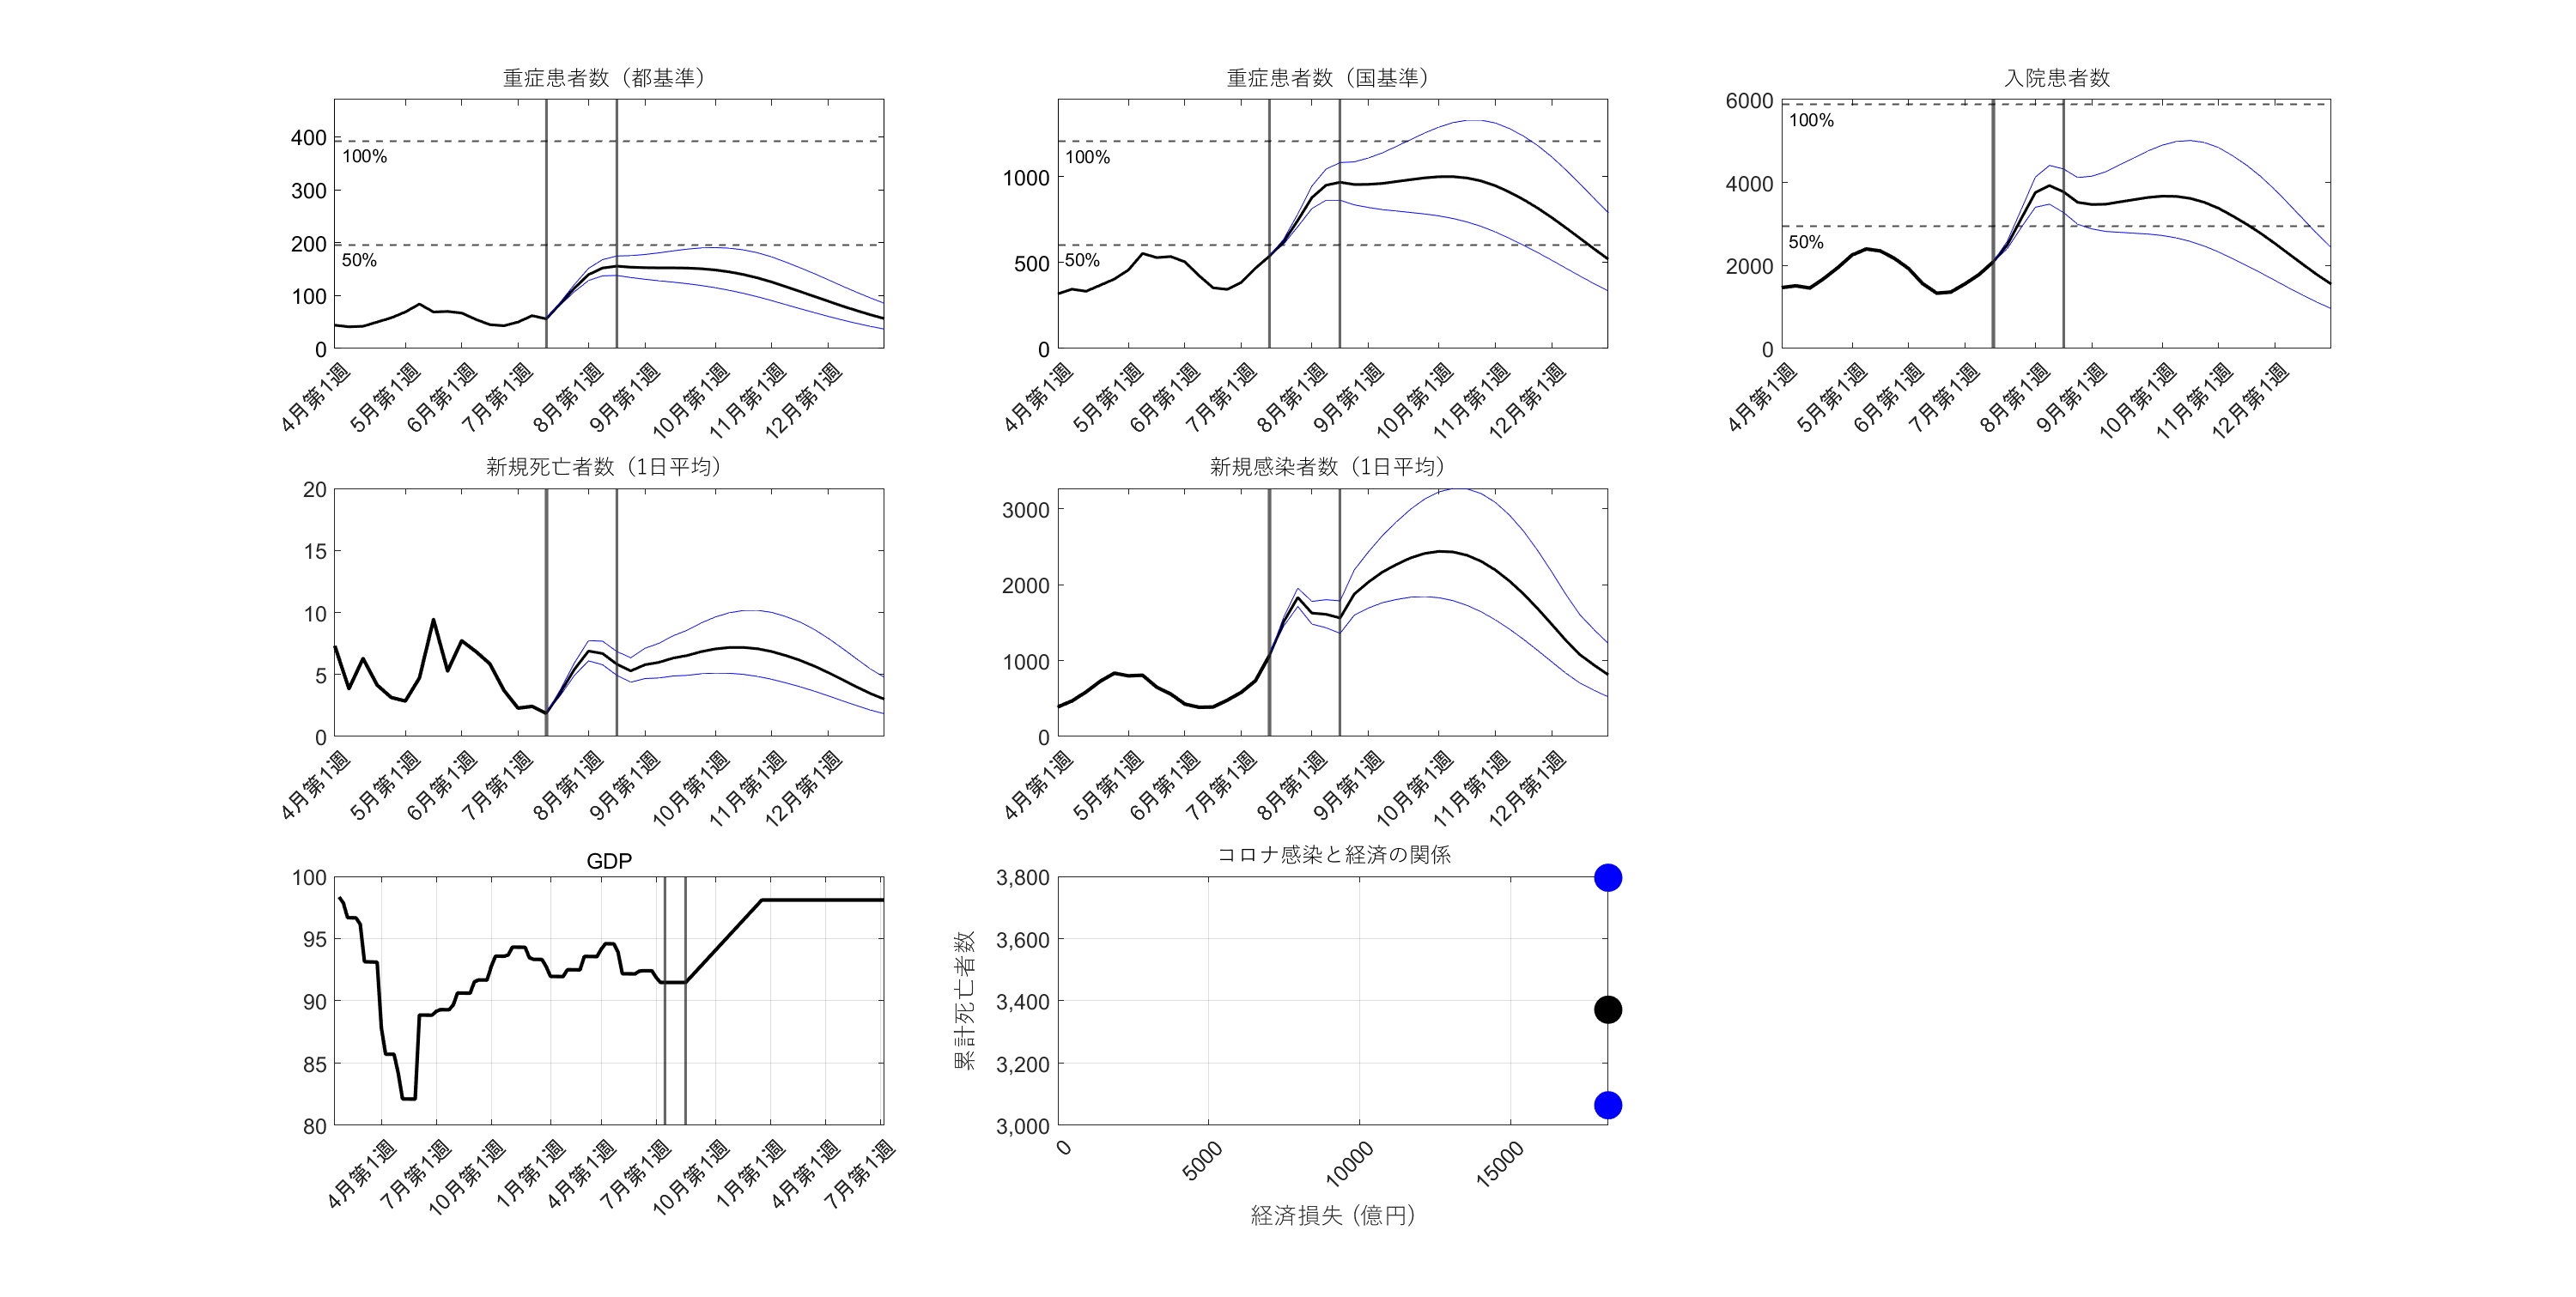 重症患者数（都基準）
400
300
200
100
0
100%
50%
4月第1週
5月第1週
6月第1週
7月第1週
8月第1週
9月第1週
10月第1週
11月第1週
12月第1週
重症患者数（国基準）
1000
500
0
100%
50%
4月第1週
5月第1週
6月第1週
7月第1週
8月第1週
9月第1週
10月第1週
11月第1週
12月第1週
入院患者数
6000
4000
2000
0
100%
50%
4月第1週
5月第1週
6月第1週
7月第1週
8月第1週
9月第1週
10月第1週
11月第1週
12月第1週
新規死亡者数（1日平均）
20
15
10
5
0
4月第1週
5月第1週
6月第1週
7月第1週
8月第1週
9月第1週
10月第1週
11月第1週
12月第1週
新規感染者数（1日平均）
3000
2000
1000
0
4月第1週
5月第1週
6月第1週
7月第1週
8月第1週
9月第1週
10月第1週
11月第1週
12月第1週
GDP
100
95
90
85
80
4月第1週
7月第1週
10月第1週
1月第1週
4月第1週
7月第1週
10月第1週
1月第1週
4月第1週
7月第1週
コロナ感染と経済の関係
累計死亡者数
3,800
3,600
3,400
3,200
3,000
0
5000
10000
15000
経済損失 (億円)